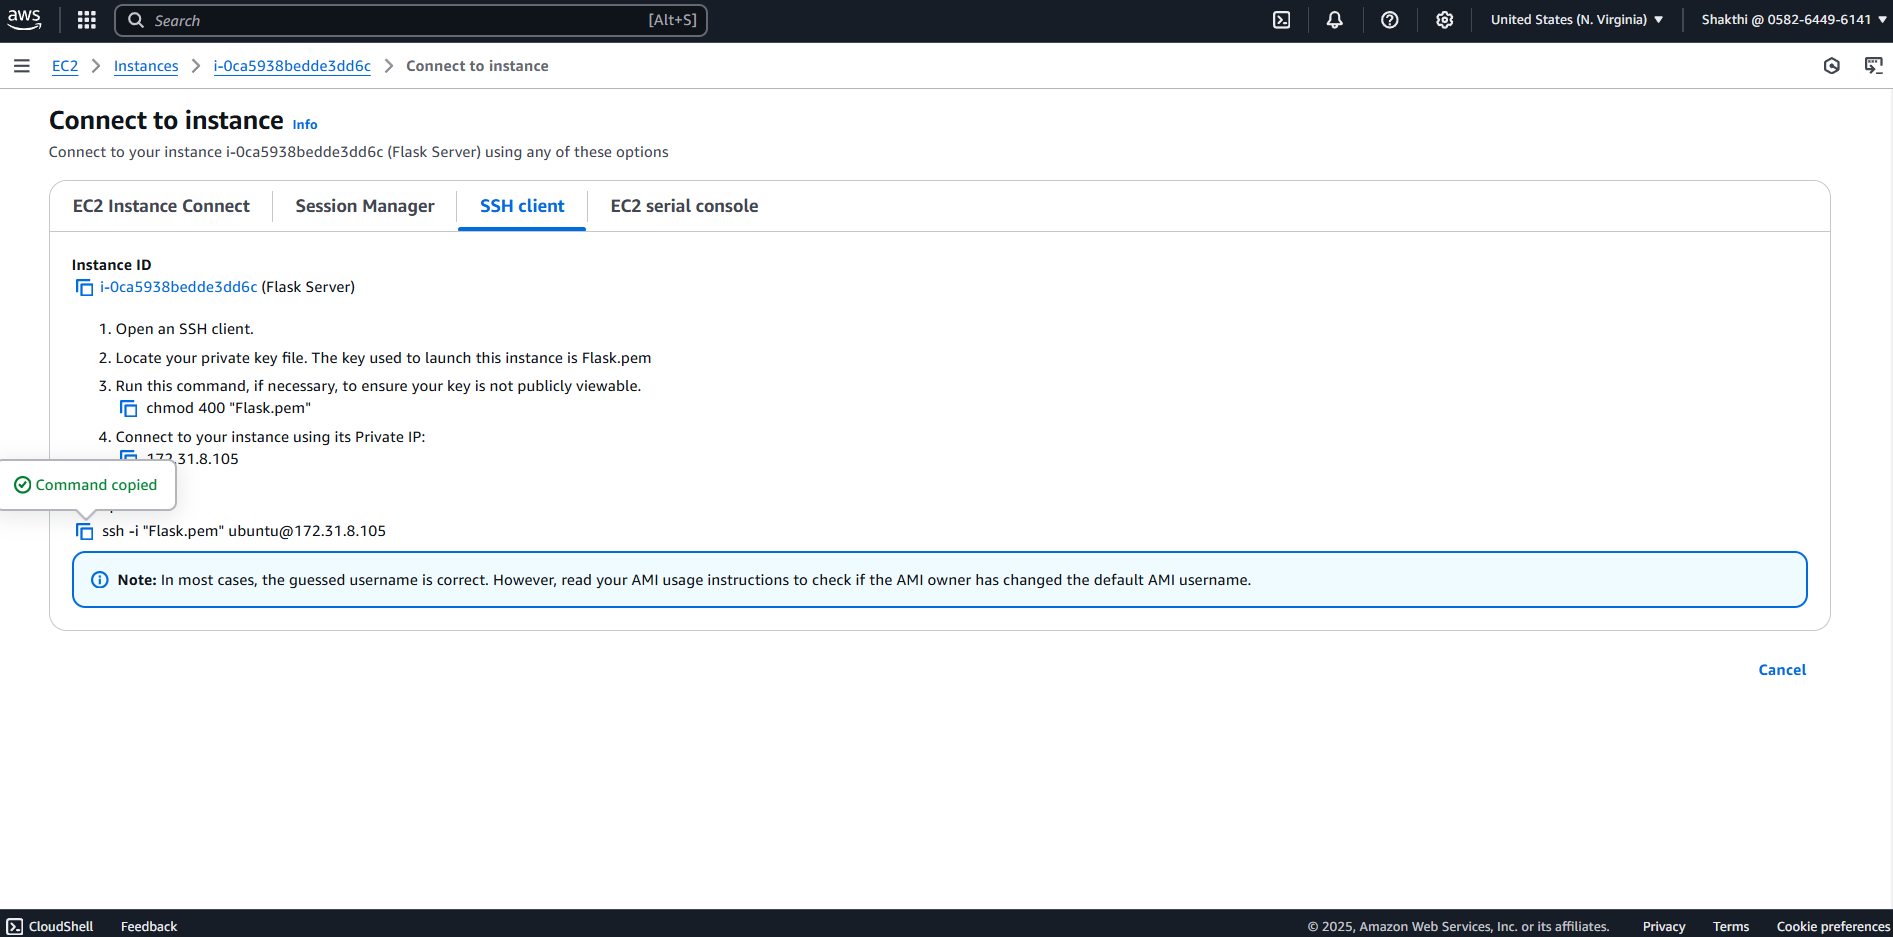 aws
Search [Alt+S]
United States (N. Virginia)
Shakthi @ 0582-6449-6141
EC2
Instances
i-0ca5938bedde3dd6c
Connect to instance
Connect to instance Info
Connect to your instance i-0ca5938bedde3dd6c (Flask Server) using any of these options
EC2 Instance Connect
Session Manager
SSH client
EC2 serial console
Instance ID
i-0ca5938bedde3dd6c (Flask Server)
1. Open an SSH client.
2. Locate your private key file. The key used to launch this instance is Flask.pem
3. Run this command, if necessary, to ensure your key is not publicly viewable.
chmod 400 "Flask.pem"
4. Connect to your instance using its Private IP:
172.31.8.105
Command copied
ssh -i "Flask.pem" ubuntu@172.31.8.105
Note: In most cases, the guessed username is correct. However, read your AMI usage instructions to check if the AMI owner has changed the default AMI username.
Cancel
CloudShell
Feedback
© 2025, Amazon Web Services, Inc. or its affiliates.
Privacy
Terms
Cookie preferences